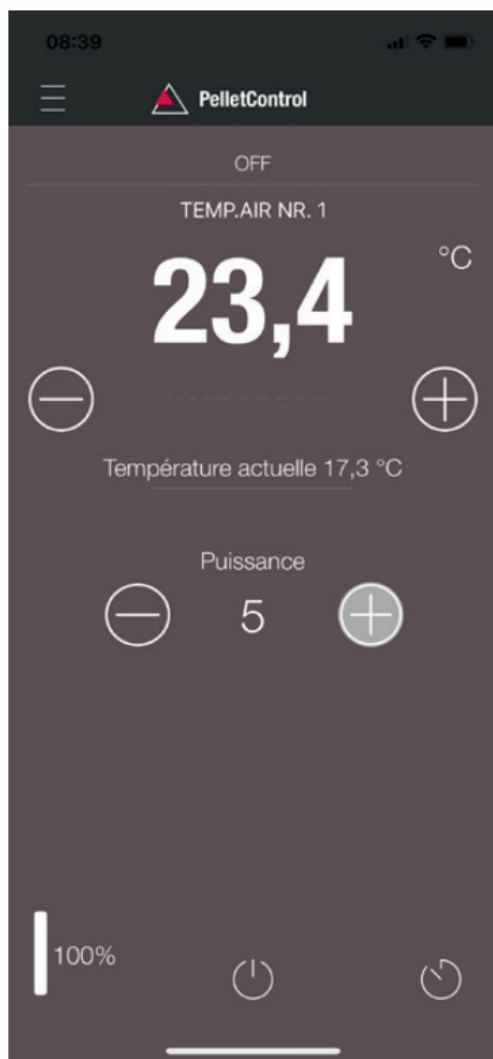 08:39
PelletControl
OFF
TEMP.AIR NR. 1
23,4 °C
Température actuelle 17,3 °C
Puissance
5
100%